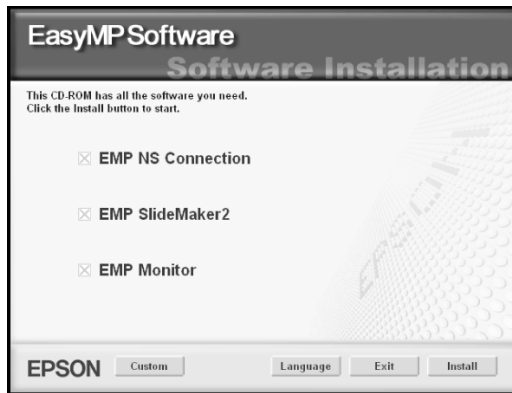 EasyMP Software
Software Installation
This CD-ROM has all the software you need.
Click the Install button to start.
EMP NS Connection
EMP SlideMaker2
EMP Monitor
EPSON
EPSON
Custom
Language
Exit
Install